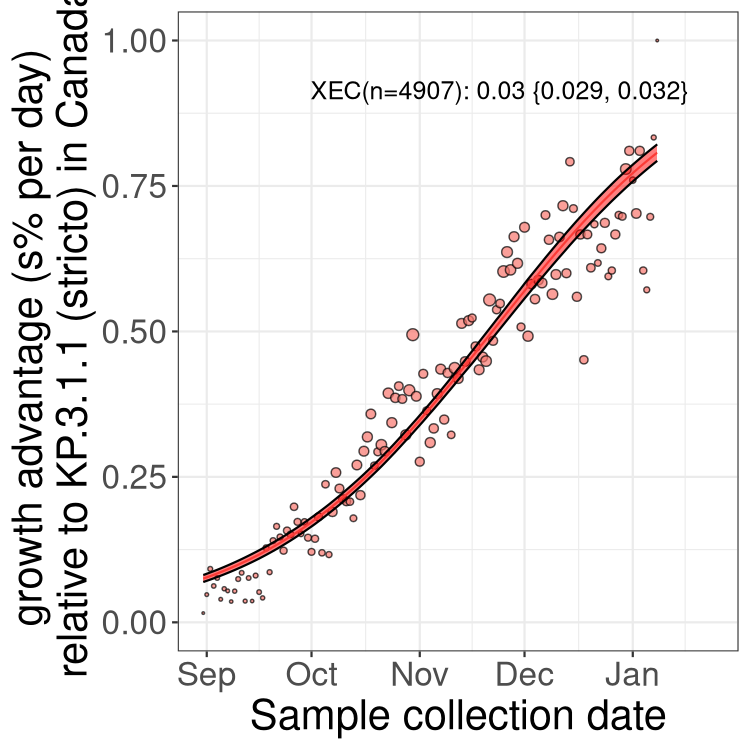 growth advantage (s% per day)
relative to KP.3.1.1 (stricto) in Canada
1.00
0.75
0.50
0.25
0.00
XEC(n=4907): 0.03 {0.029, 0.032}
Sep Oct Nov Dec Jan
Sample collection date